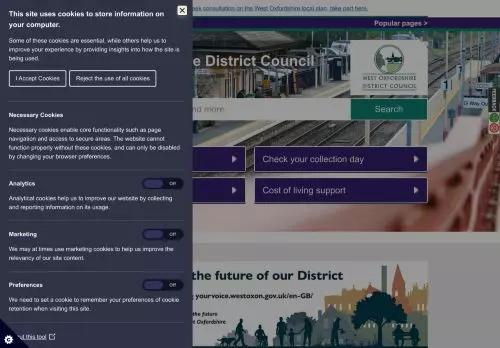 This site uses cookies to store information on
your computer.
Some of these cookies are essential, while others help us to
improve your experience by providing insights into how the site is
being used.
I Accept Cookies
Reject the use of all cookies
Necessary Cookies
Necessary cookies enable core functionality such as page
navigation and access to secure areas. The website cannot
function properly without these cookies, and can only be disabled
by changing your browser preferences.
Analytics
Off
Analytical cookies help us to improve our website by collecting
and reporting information on its usage.
Marketing
Off
We may at times use marketing cookies to help us improve the
relevancy of our site content.
Preferences
Off
We need to set a cookie to remember your preferences of cookie
retention when visiting this site.
this tool
consultation on the West Oxfordshire local plan, take part here.
Popular pages >
District Council
WEST OXFORDSHIRE
DISTRICT COUNCIL
nd more
Search
Check your collection day
Cost of living support
the future of our District
yourvoice.westoxon.gov.uk/en-GB/
the future
Oxfordshire